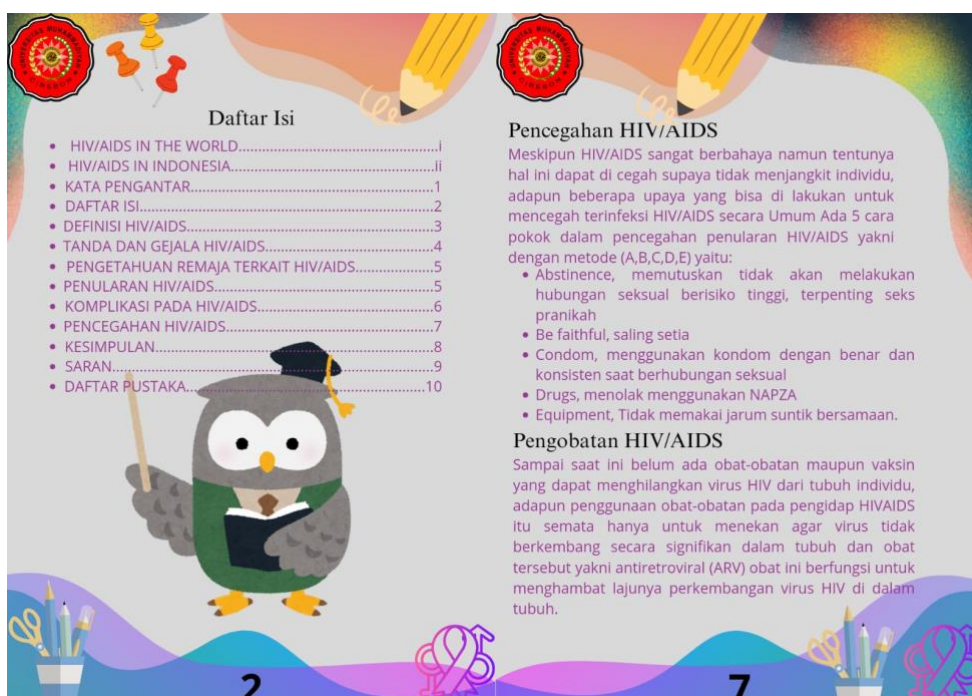 UNIVERSITAS MUHAMMADIYAH
CIREBON
Daftar Isi
• HIV/AIDS IN THE WORLD.......................................................i
• HIV/AIDS IN INDONESIA.........................................................ii
• KATA PENGANTAR..................................................................1
• DAFTAR ISI...............................................................................2
• DEFINISI HIV/AIDS...................................................................3
• TANDA DAN GEJALA HIV/AIDS..............................................4
• PENGETAHUAN REMAJA TERKAIT HIV/AIDS.....................5
• PENULARAN HIV/AIDS...........................................................5
• KOMPLIKASI PADA HIV/AIDS................................................6
• PENCEGAHAN HIV/AIDS........................................................7
• KESIMPULAN...........................................................................8
• SARAN.......................................................................................9
• DAFTAR PUSTAKA.................................................................10
2
UNIVERSITAS MUHAMMADIYAH
CIREBON
Pencegahan HIV/AIDS
Meskipun HIV/AIDS sangat berbahaya namun tentunya
hal ini dapat di cegah supaya tidak menjangkit individu,
adapun beberapa upaya yang bisa di lakukan untuk
mencegah terinfeksi HIV/AIDS secara Umum Ada 5 cara
pokok dalam pencegahan penularan HIV/AIDS yakni
dengan metode (A,B,C,D,E) yaitu:
• Abstinence, memutuskan tidak akan melakukan
hubungan seksual berisiko tinggi, terpenting seks
pranikah
• Be faithful, saling setia
• Condom, menggunakan kondom dengan benar dan
konsisten saat berhubungan seksual
• Drugs, menolak menggunakan NAPZA
• Equipment, Tidak memakai jarum suntik bersamaan.
Pengobatan HIV/AIDS
Sampai saat ini belum ada obat-obatan maupun vaksin
yang dapat menghilangkan virus HIV dari tubuh individu,
adapun penggunaan obat-obatan pada pengidap HIVAIDS
itu semata hanya untuk menekan agar virus tidak
berkembang secara signifikan dalam tubuh dan obat
tersebut yakni antiretroviral (ARV) obat ini berfungsi untuk
menghambat lajunya perkembangan virus HIV di dalam
tubuh.
7